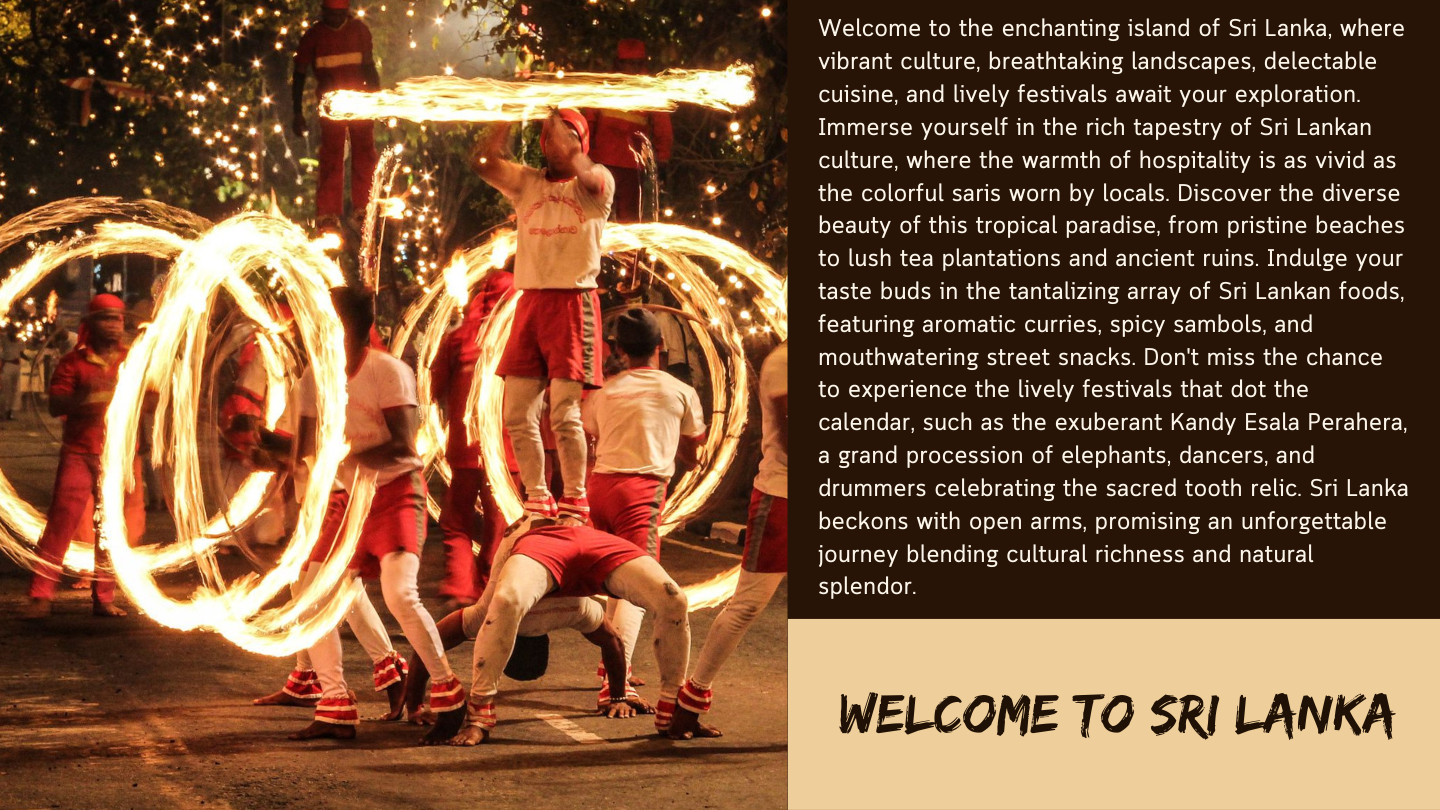 Welcome to the enchanting island of Sri Lanka, where
vibrant culture, breathtaking landscapes, delectable
cuisine, and lively festivals await your exploration.
Immerse yourself in the rich tapestry of Sri Lankan
culture, where the warmth of hospitality is as vivid as
the colorful saris worn by locals. Discover the diverse
beauty of this tropical paradise, from pristine beaches
to lush tea plantations and ancient ruins. Indulge your
taste buds in the tantalizing array of Sri Lankan foods,
featuring aromatic curries, spicy sambols, and
mouthwatering street snacks. Don't miss the chance
to experience the lively festivals that dot the
calendar, such as the exuberant Kandy Esala Perahera,
a grand procession of elephants, dancers, and
drummers celebrating the sacred tooth relic. Sri Lanka
beckons with open arms, promising an unforgettable
journey blending cultural richness and natural
splendor.
WELCOME TO SRI LANKA